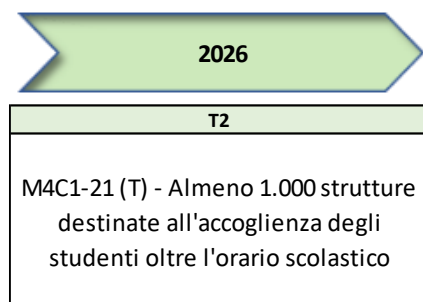 2026
T2
M4C1-21 (T) - Almeno 1.000 strutture
destinate all'accoglienza degli
studenti oltre l'orario scolastico